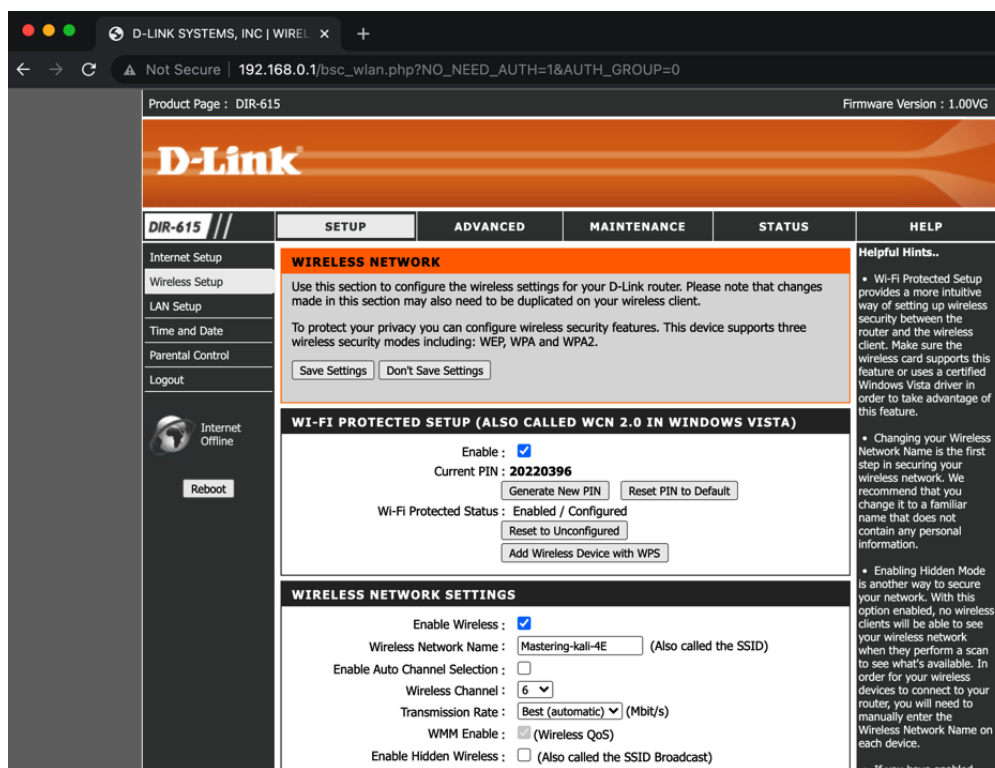 D-LINK SYSTEMS, INC | WIREL
Not Secure | 192.168.0.1/bsc_wlan.php?NO_NEED_AUTH=1&AUTH_GROUP=0
Product Page : DIR-615
Firmware Version : 1.00VG
D-Link
DIR-615
SETUP
ADVANCED
MAINTENANCE
STATUS
HELP
Internet Setup
Wireless Setup
LAN Setup
Time and Date
Parental Control
Logout
Internet
Offline
Reboot
WIRELESS NETWORK
Use this section to configure the wireless settings for your D-Link router. Please note that changes
made in this section may also need to be duplicated on your wireless client.
To protect your privacy you can configure wireless security features. This device supports three
wireless security modes including: WEP, WPA and WPA2.
Save Settings Don't Save Settings
WI-FI PROTECTED SETUP (ALSO CALLED WCN 2.0 IN WINDOWS VISTA)
Enable :
Current PIN : 20220396
Generate New PIN Reset PIN to Default
Wi-Fi Protected Status : Enabled / Configured
Reset to Unconfigured
Add Wireless Device with WPS
WIRELESS NETWORK SETTINGS
Enable Wireless :
Wireless Network Name : Mastering-kali-4E (Also called the SSID)
Enable Auto Channel Selection :
Wireless Channel : 6
Transmission Rate : Best (automatic) (Mbit/s)
WMM Enable : (Wireless QoS)
Enable Hidden Wireless : (Also called the SSID Broadcast)
Helpful Hints..
• Wi-Fi Protected Setup
provides a more intuitive
way of setting up wireless
security between the
router and the wireless
client. Make sure the
wireless card supports this
feature or uses a certified
Windows Vista driver in
order to take advantage of
this feature.
• Changing your Wireless
Network Name is the first
step in securing your
wireless network. We
recommend that you
change it to a familiar
name that does not
contain any personal
information.
• Enabling Hidden Mode
is another way to secure
your network. With this
option enabled, no wireless
clients will be able to see
your wireless network
when they perform a scan
to see what's available. In
order for your wireless
devices to connect to your
router, you will need to
manually enter the
Wireless Network Name on
each device.
• If you have enabled